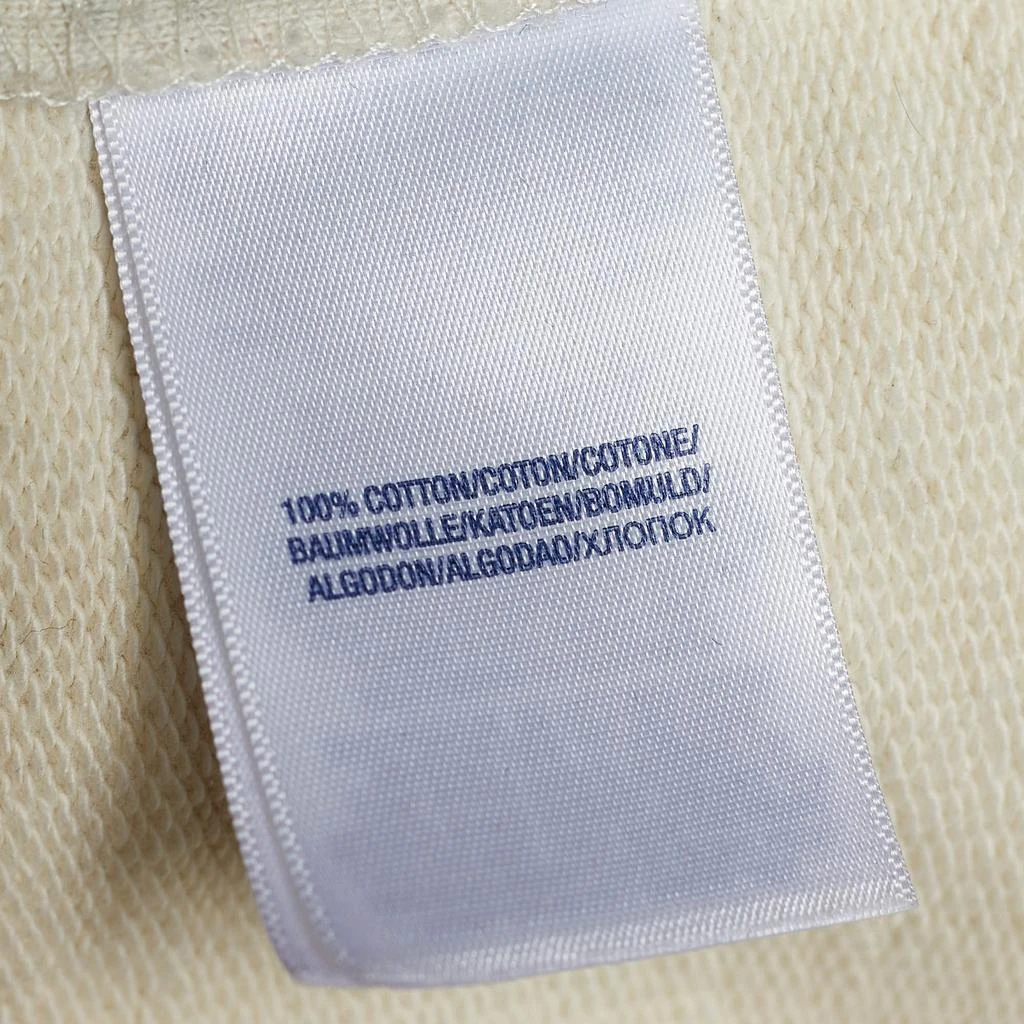 100% COTTON/COTON/COTONE/
BAUMWOLLE/KATOEN/BOMULD/
ALGODON/ALGODAO/ХЛОПОК